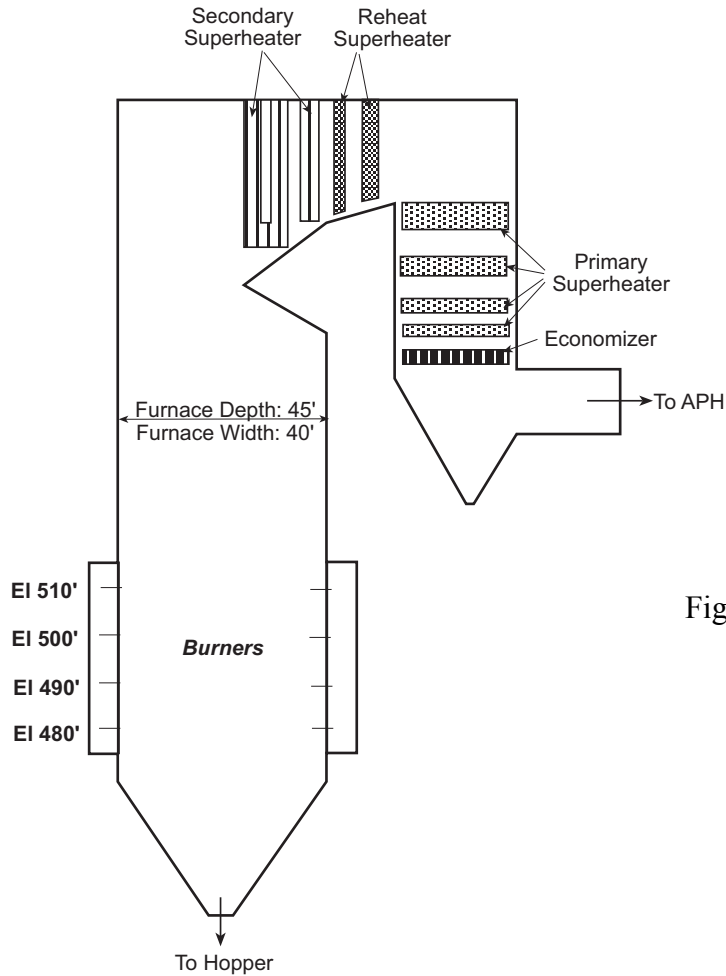 Secondary
Superheater
Reheat
Superheater
Primary
Superheater
Economizer
To APH
Furnace Depth: 45'
Furnace Width: 40'
El 510'
El 500'
Burners
El 490'
El 480'
Fig
To Hopper